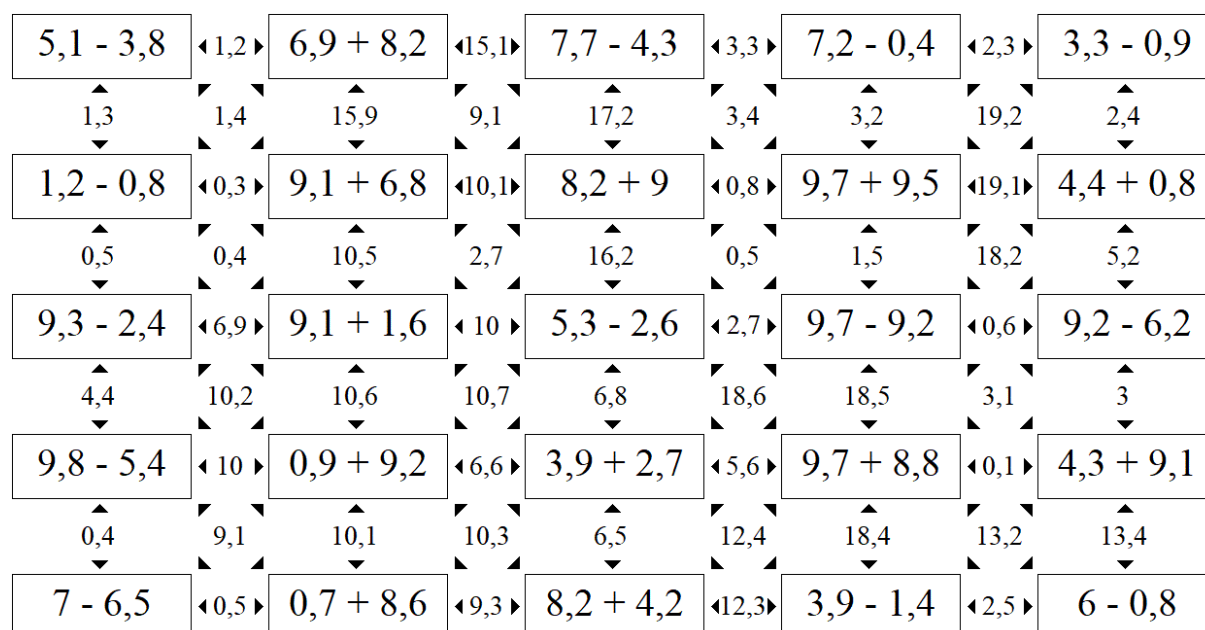 5,1 - 3,8 1,2 6,9 + 8,2 15,1 7,7 - 4,3 3,3 7,2 - 0,4 2,3 3,3 - 0,9
1,3 1,4 15,9 9,1 17,2 3,4 3,2 19,2 2,4
1,2 - 0,8 0,3 9,1 + 6,8 10,1 8,2 + 9 0,8 9,7 + 9,5 19,1 4,4 + 0,8
0,5 0,4 10,5 2,7 16,2 0,5 1,5 18,2 5,2
9,3 - 2,4 6,9 9,1 + 1,6 10 5,3 - 2,6 2,7 9,7 - 9,2 0,6 9,2 - 6,2
4,4 10,2 10,6 10,7 6,8 18,6 18,5 3,1 3
9,8 - 5,4 10 0,9 + 9,2 6,6 3,9 + 2,7 5,6 9,7 + 8,8 0,1 4,3 + 9,1
0,4 9,1 10,1 10,3 6,5 12,4 18,4 13,2 13,4
7 - 6,5 0,5 0,7 + 8,6 9,3 8,2 + 4,2 12,3 3,9 - 1,4 2,5 6 - 0,8